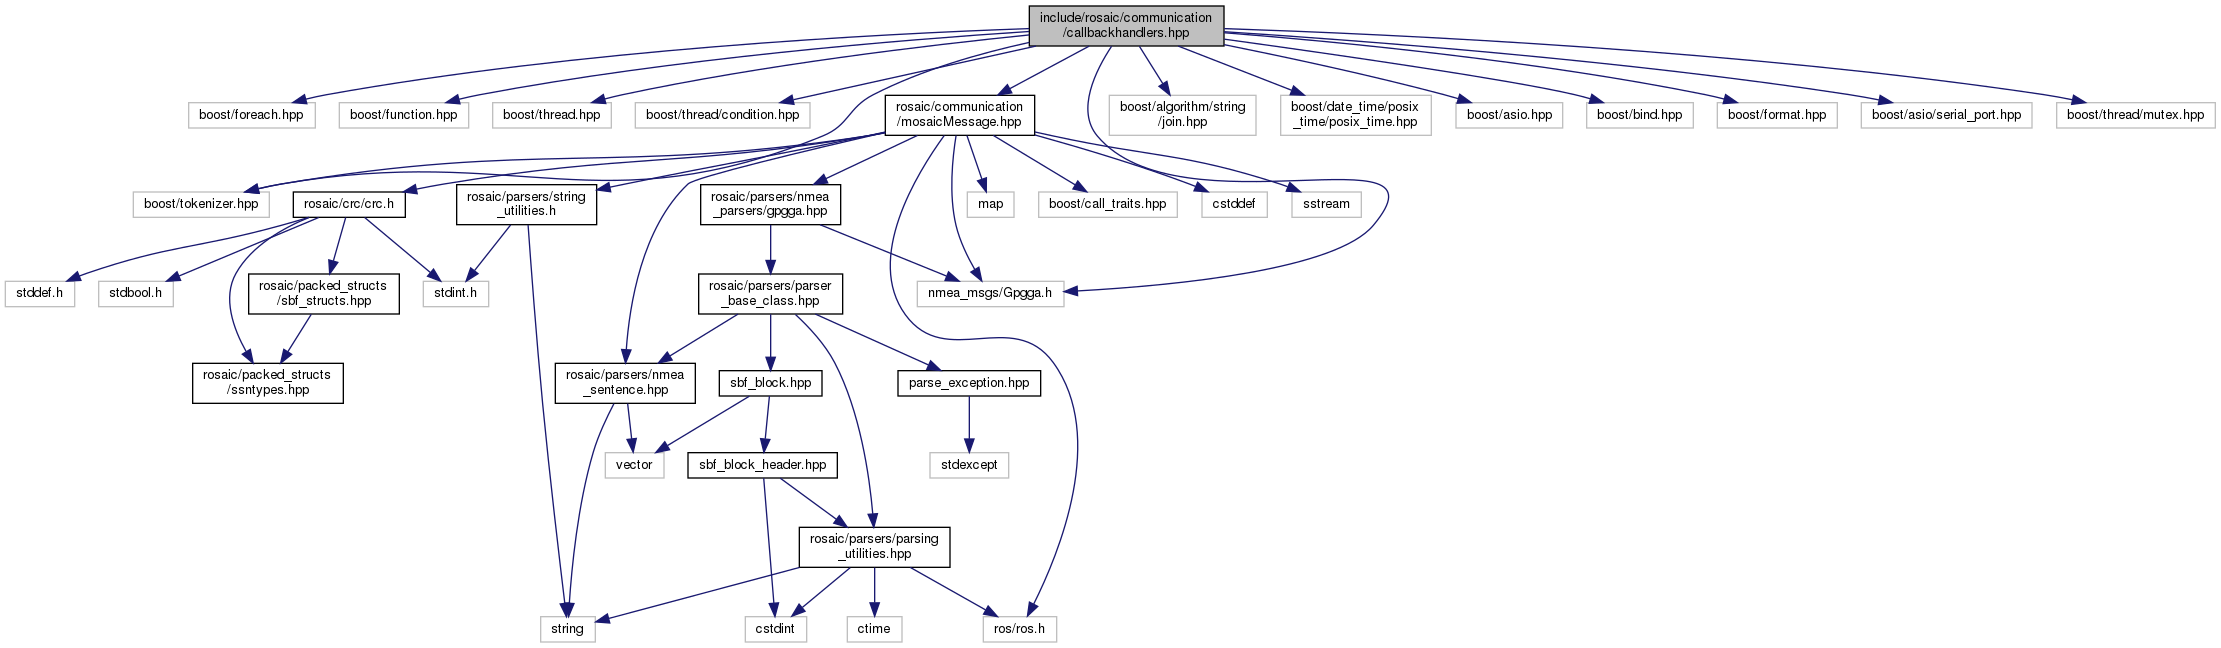 include/rosaic/communication
/callbackhandlers.hpp
boost/foreach.hpp
boost/function.hpp
boost/thread.hpp
boost/thread/condition.hpp
rosaic/communication
/mosaicMessage.hpp
boost/algorithm/string
/join.hpp
boost/date_time/posix
_time/posix_time.hpp
boost/asio.hpp
boost/bind.hpp
boost/format.hpp
boost/asio/serial_port.hpp
boost/thread/mutex.hpp
boost/tokenizer.hpp
rosaic/crc/crc.h
rosaic/parsers/string
_utilities.h
rosaic/parsers/nmea
_parsers/gpgga.hpp
map
boost/call_traits.hpp
cstddef
sstream
stddef.h
stdbool.h
rosaic/packed_structs
/sbf_structs.hpp
stdint.h
rosaic/parsers/parser
_base_class.hpp
nmea_msgs/Gpgga.h
rosaic/packed_structs
/ssntypes.hpp
rosaic/parsers/nmea
_sentence.hpp
sbf_block.hpp
parse_exception.hpp
vector
sbf_block_header.hpp
stdexcept
rosaic/parsers/parsing
_utilities.hpp
string
cstdint
ctime
ros/ros.h